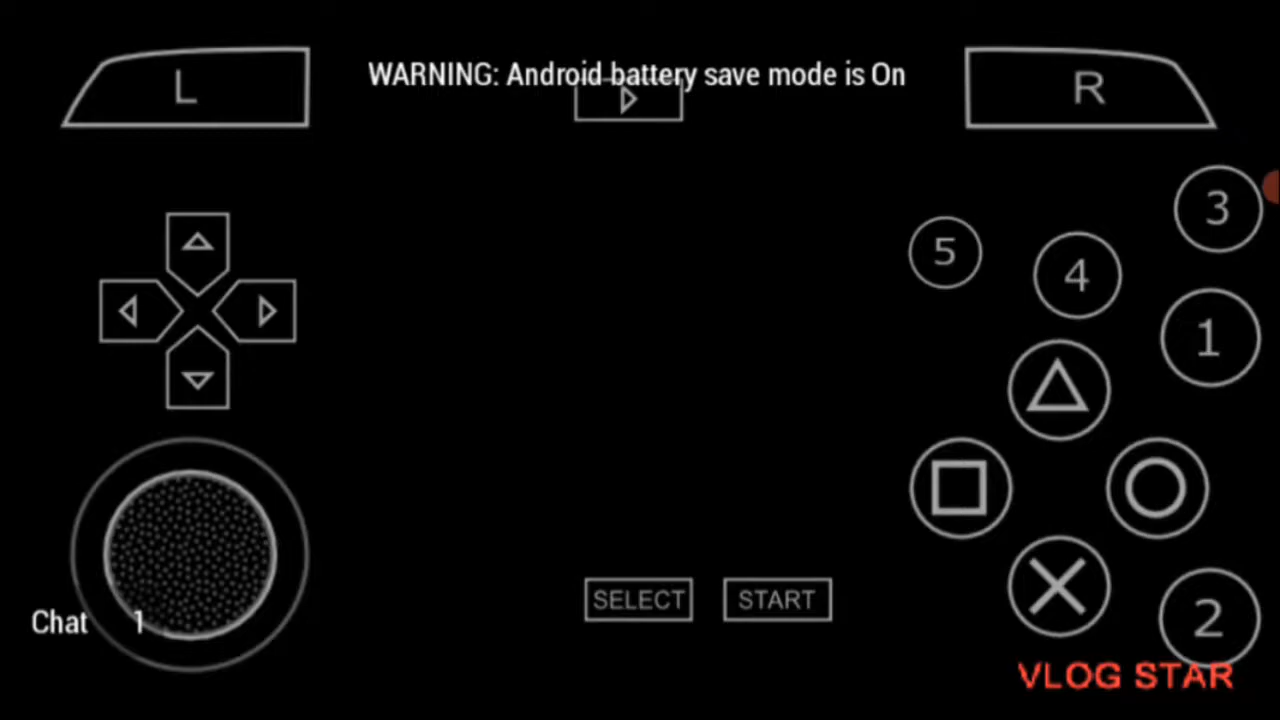 L
WARNING: Android battery save mode is On
R
3
5
4
1
SELECT
START
Chat 1
2
VLOG STAR